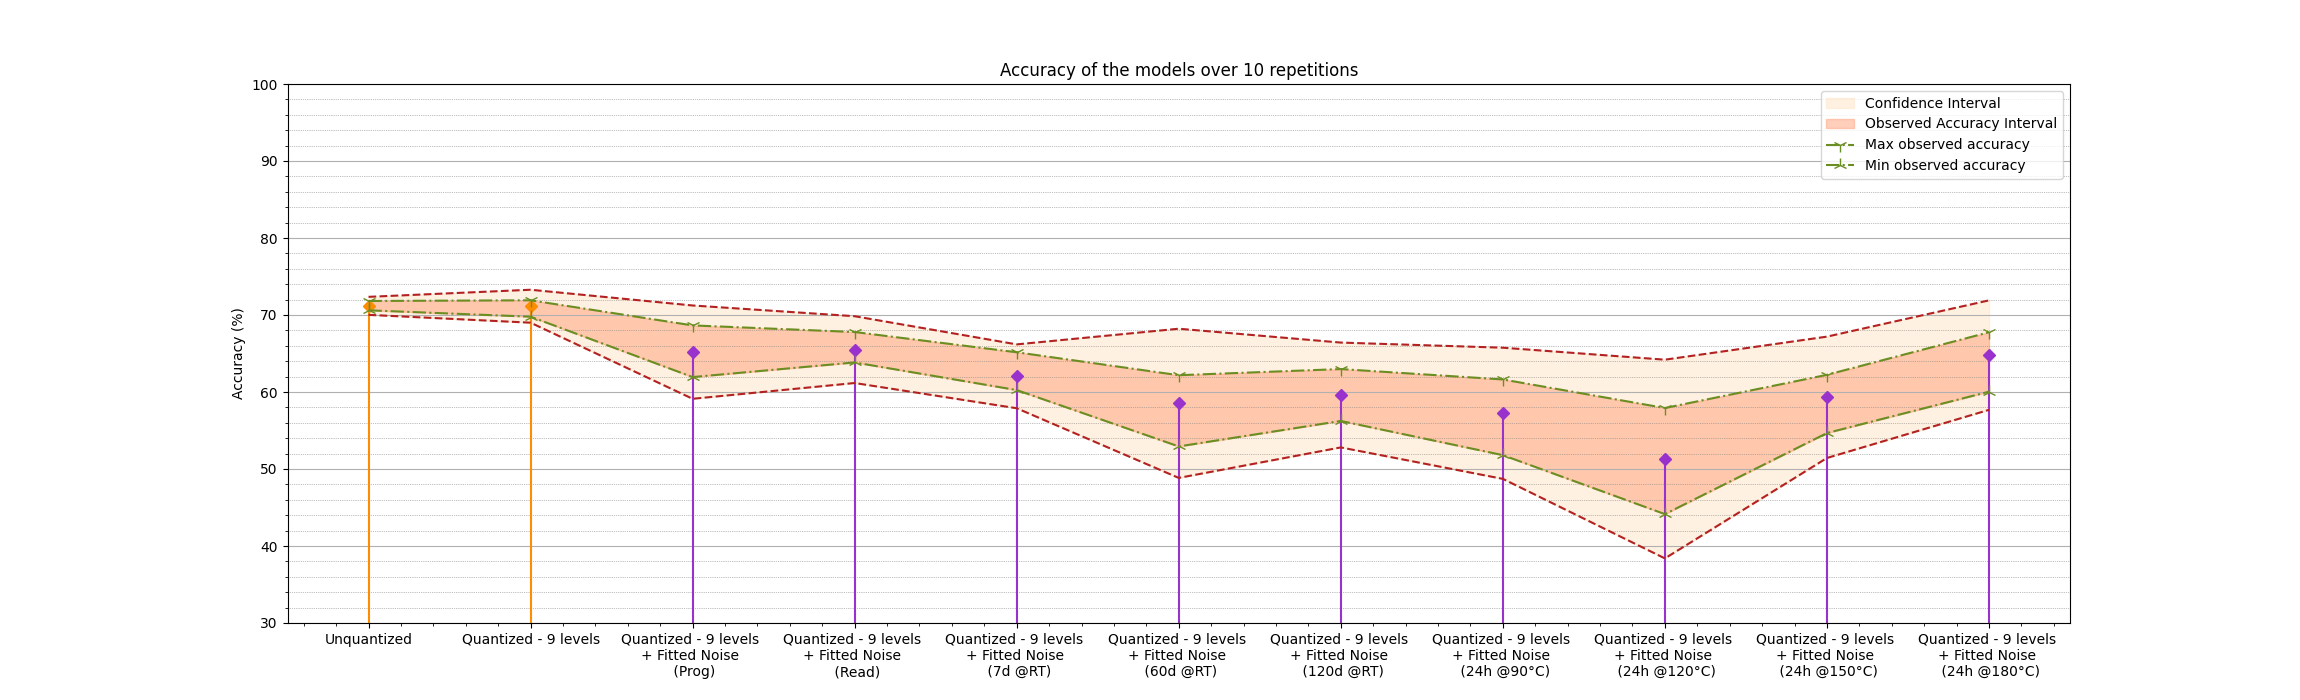 Accuracy of the models over 10 repetitions
Confidence Interval
Observed Accuracy Interval
Max observed accuracy
Min observed accuracy
Accuracy (%)
100
90
80
70
60
50
40
30
Unquantized
Quantized - 9 levels
Quantized - 9 levels
+ Fitted Noise
(Prog)
Quantized - 9 levels
+ Fitted Noise
(Read)
Quantized - 9 levels
+ Fitted Noise
(7d @RT)
Quantized - 9 levels
+ Fitted Noise
(60d @RT)
Quantized - 9 levels
+ Fitted Noise
(120d @RT)
Quantized - 9 levels
+ Fitted Noise
(24h @90°C)
Quantized - 9 levels
+ Fitted Noise
(24h @120°C)
Quantized - 9 levels
+ Fitted Noise
(24h @150°C)
Quantized - 9 levels
+ Fitted Noise
(24h @180°C)